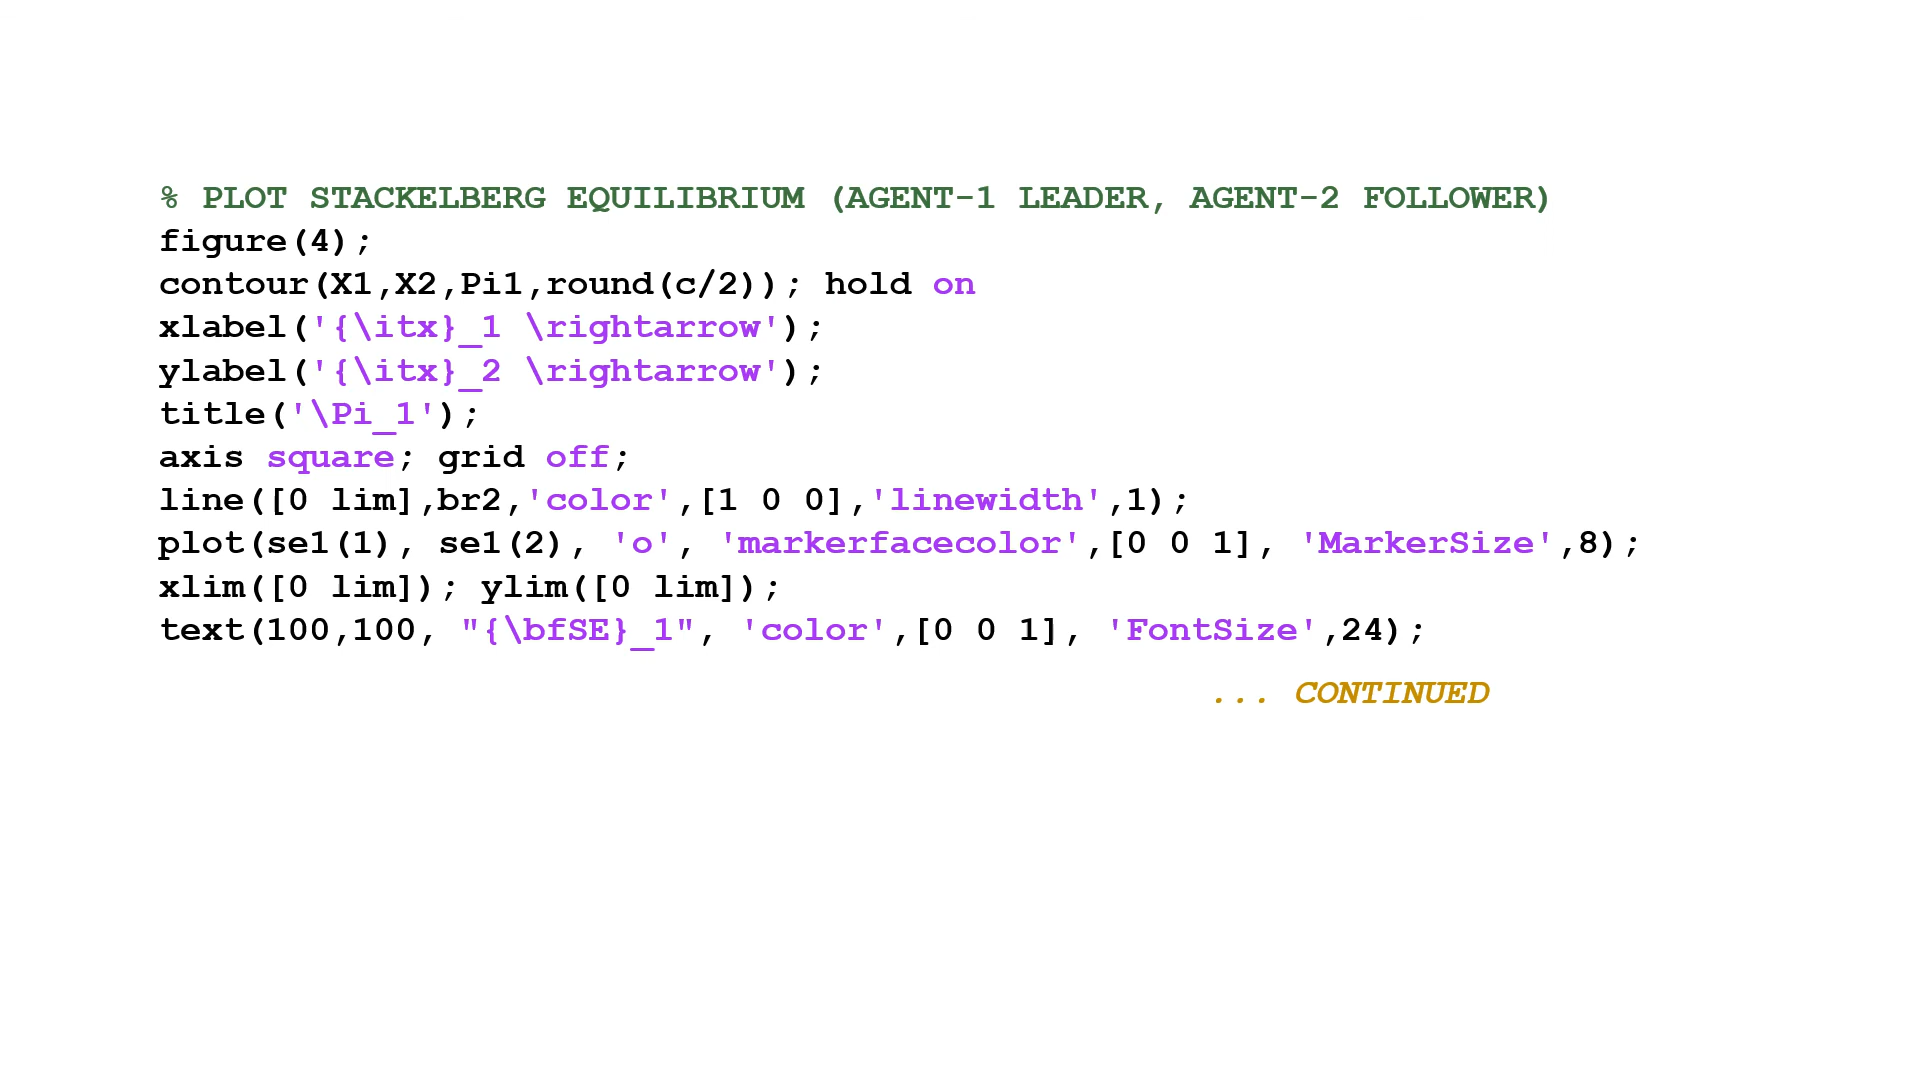 % PLOT STACKELBERG EQUILIBRIUM (AGENT-1 LEADER, AGENT-2 FOLLOWER)
figure(4);
contour(X1,X2,Pi1,round(c/2)); hold on
xlabel('{\itx}_1 \rightarrow');
ylabel('{\itx}_2 \rightarrow');
title('\Pi_1');
axis square; grid off;
line([0 lim],br2,'color',[1 0 0],'linewidth',1);
plot(se1(1), se1(2), 'o', 'markerfacecolor',[0 0 1], 'MarkerSize',8);
xlim([0 lim]); ylim([0 lim]);
text(100,100, "{\bfSE}_1", 'color',[0 0 1], 'FontSize',24);
... CONTINUED